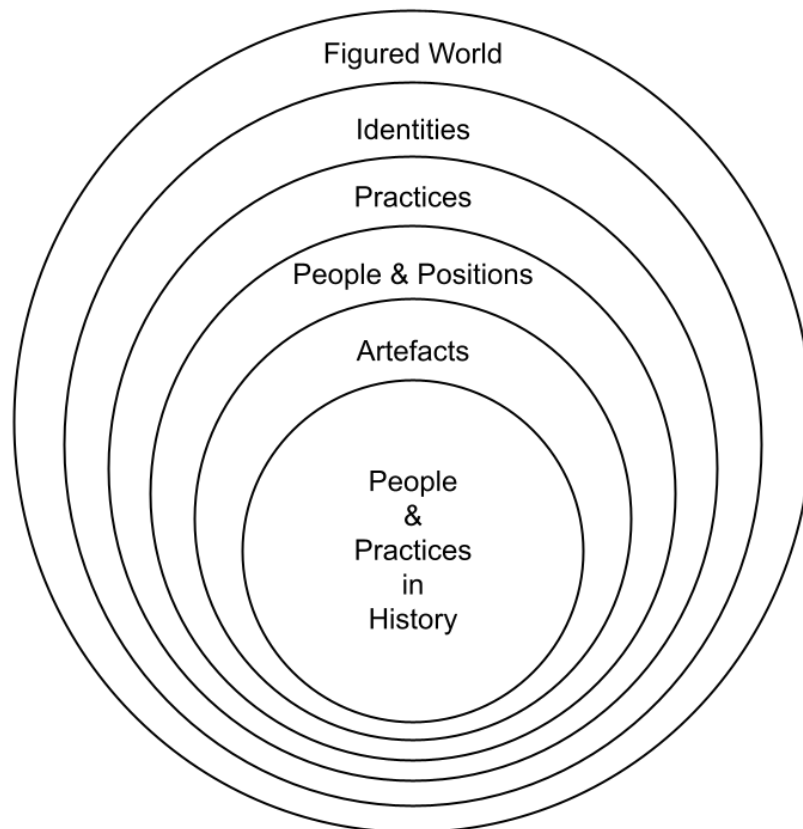 Figured World
Identities
Practices
People & Positions
Artefacts
People
&
Practices
in
History